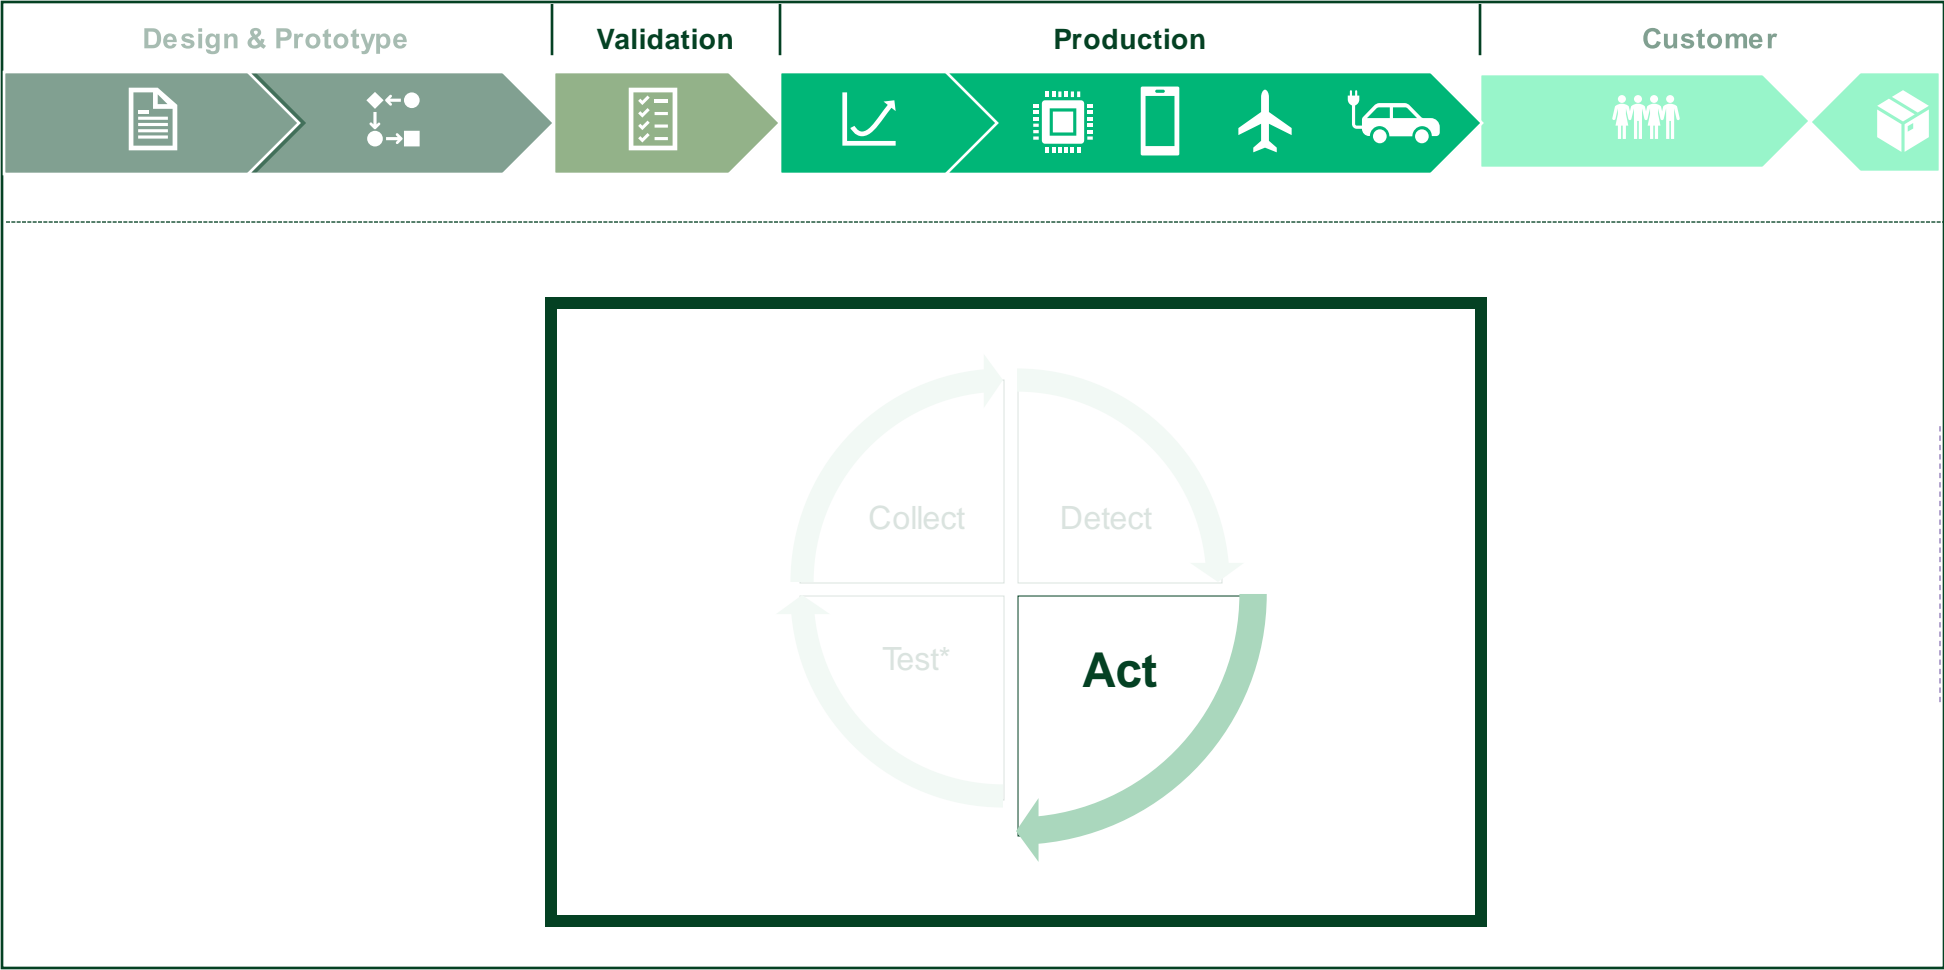 Design & Prototype
Validation
Production
Customer
Collect
Detect
Test*
Act